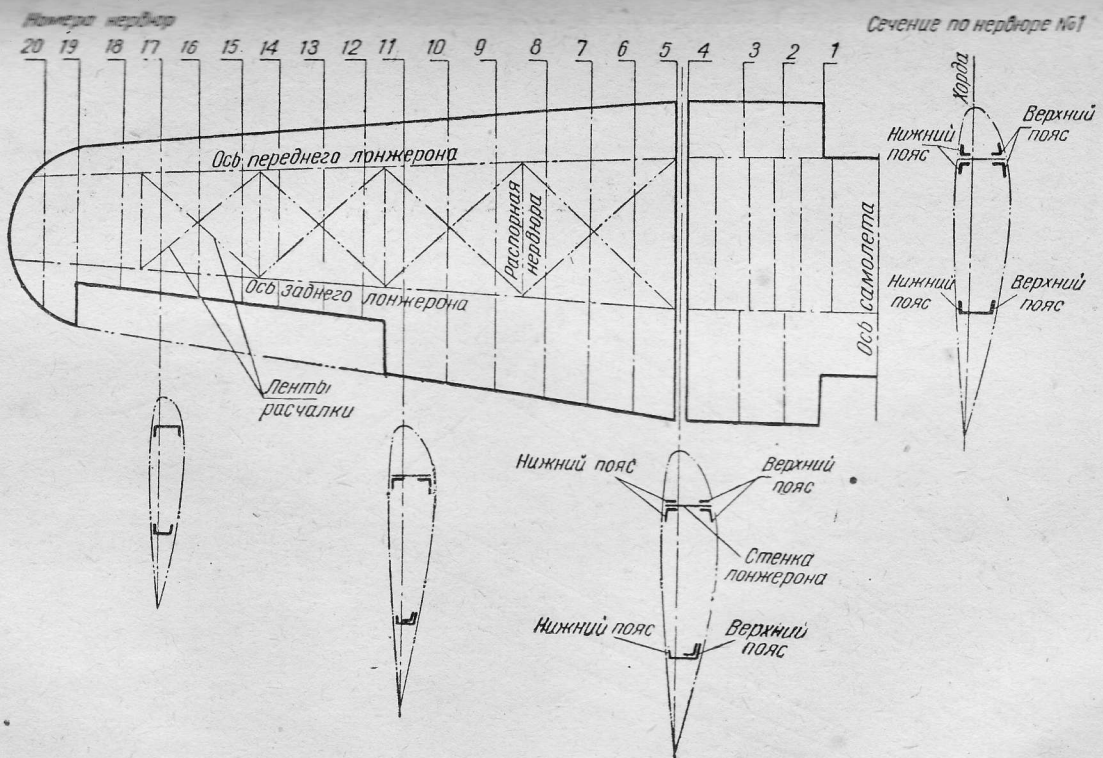 Номера нервюр
Сечение по нервюре №1
20 19 18 17 16 15 14 13 12 11 10 9 8 7 6 5 4 3 2 1
Хорда
Нижний
пояс
Верхний
пояс
Ось переднего лонжерона
Распорная
нервюра
Ось заднего лонжерона
Ось самолета
Нижний
пояс
Верхний
пояс
Ленты
расчалки
Нижний пояс
Верхний
пояс
Стенка
лонжерона
Нижний пояс
Верхний
пояс